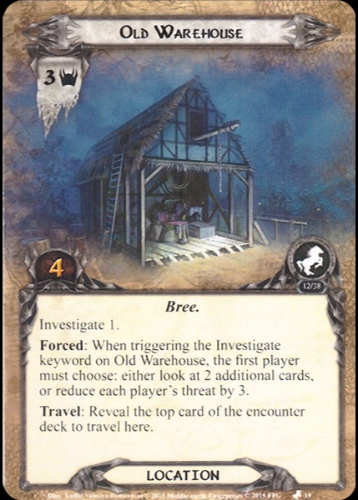 OLD WAREHOUSE
3
4
12/38
Bree.
Investigate 1.
Forced: When triggering the Investigate
keyword on Old Warehouse, the first player
must choose: either look at 2 additional cards,
or reduce each player's threat by 3.
Travel: Reveal the top card of the encounter
deck to travel here.
LOCATION